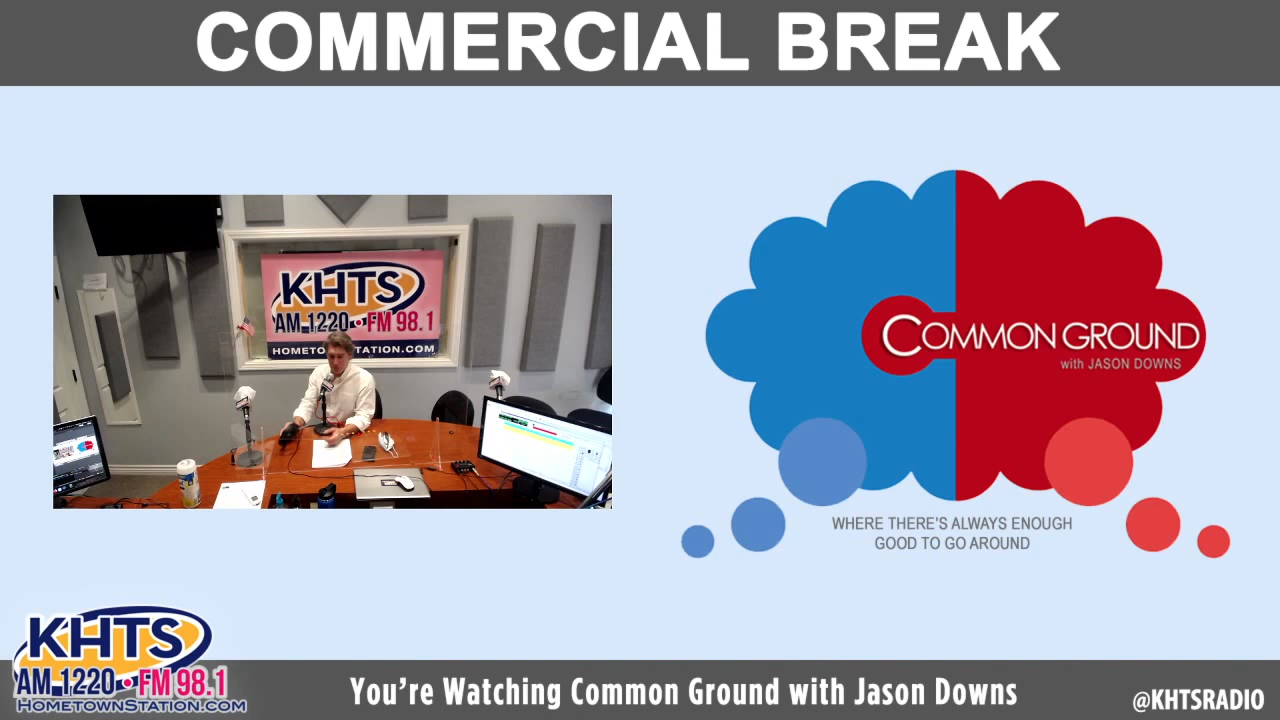 COMMERCIAL BREAK
KHTS
AM 1220 • FM 98.1
HOMETOWNSTATION.COM
COMMON GROUND
with JASON DOWNS
WHERE THERE'S ALWAYS ENOUGH
GOOD TO GO AROUND
KHTS
AM 1220 • FM 98.1
HOMETOWNSTATION.COM
You're Watching Common Ground with Jason Downs
@KHTSRADIO